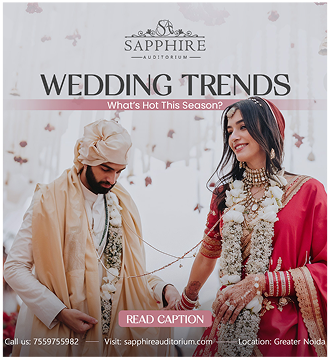 SA
SAPPHIRE
AUDITORIUM
WEDDING TRENDS
What's Hot This Season?
READ CAPTION
Call us: 7559755982 Visit: sapphireauditorium.com Location: Greater Noida